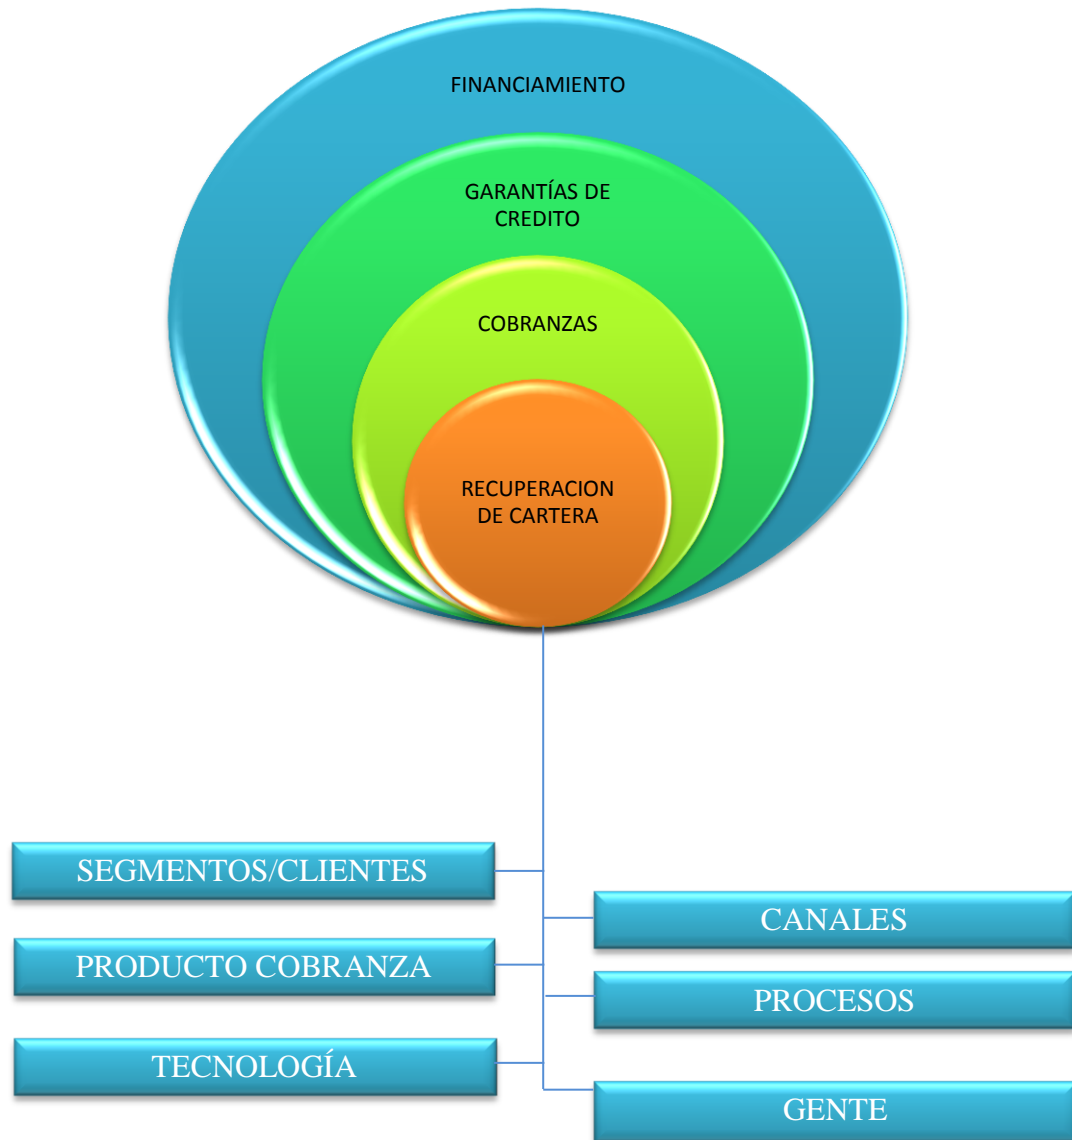 FINANCIAMIENTO
GARANTÍAS DE
CREDITO
COBRANZAS
RECUPERACION
DE CARTERA
SEGMENTOS/CLIENTES
CANALES
PRODUCTO COBRANZA
PROCESOS
TECNOLOGÍA
GENTE